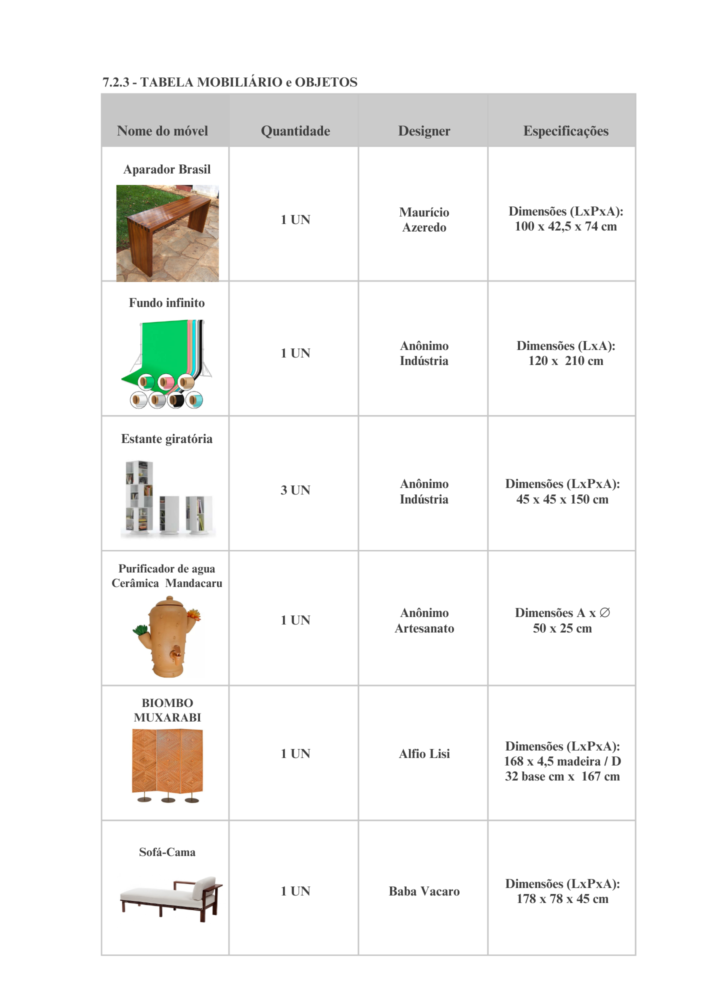 7.2.3 - TABELA MOBILIÁRIO e OBJETOS
Nome do móvel
Quantidade
Designer
Especificações
Aparador Brasil
1 UN
Maurício
Azeredo
Dimensões (LxPxA):
100 x 42,5 x 74 cm
Fundo infinito
1 UN
Anônimo
Indústria
Dimensões (LxA):
120 x  210 cm
Estante giratória
3 UN
Anônimo
Indústria
Dimensões (LxPxA):
45 x 45 x 150 cm
Purificador de agua
Cerâmica  Mandacaru
1 UN
Anônimo
Artesanato
Dimensões A x ∅
50 x 25 cm
BIOMBO
MUXARABI
1 UN
Alfio Lisi
Dimensões (LxPxA):
168 x 4,5 madeira / D
32 base cm x  167 cm
Sofá-Cama
1 UN
Baba Vacaro
Dimensões (LxPxA):
178 x 78 x 45 cm